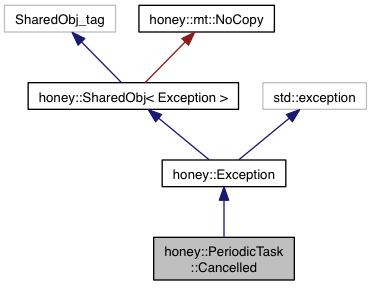 SharedObj_tag
honey::mt::NoCopy
honey::SharedObj< Exception >
std::exception
honey::Exception
honey::PeriodicTask
::Cancelled